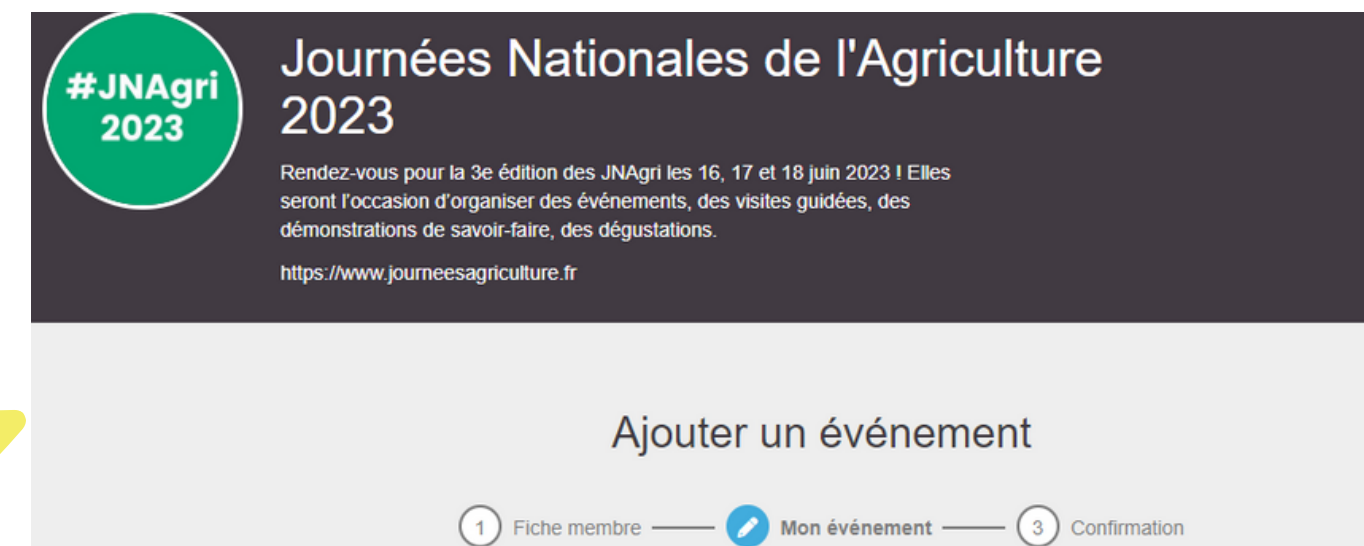 #JNAgri
2023
Journées Nationales de l'Agriculture
2023
Rendez-vous pour la 3e édition des JNAgri les 16, 17 et 18 juin 2023 ! Elles
seront l'occasion d'organiser des événements, des visites guidées, des
démonstrations de savoir-faire, des dégustations.
https://www.journeesagriculture.fr
Ajouter un événement
1 Fiche membre Mon événement 3 Confirmation